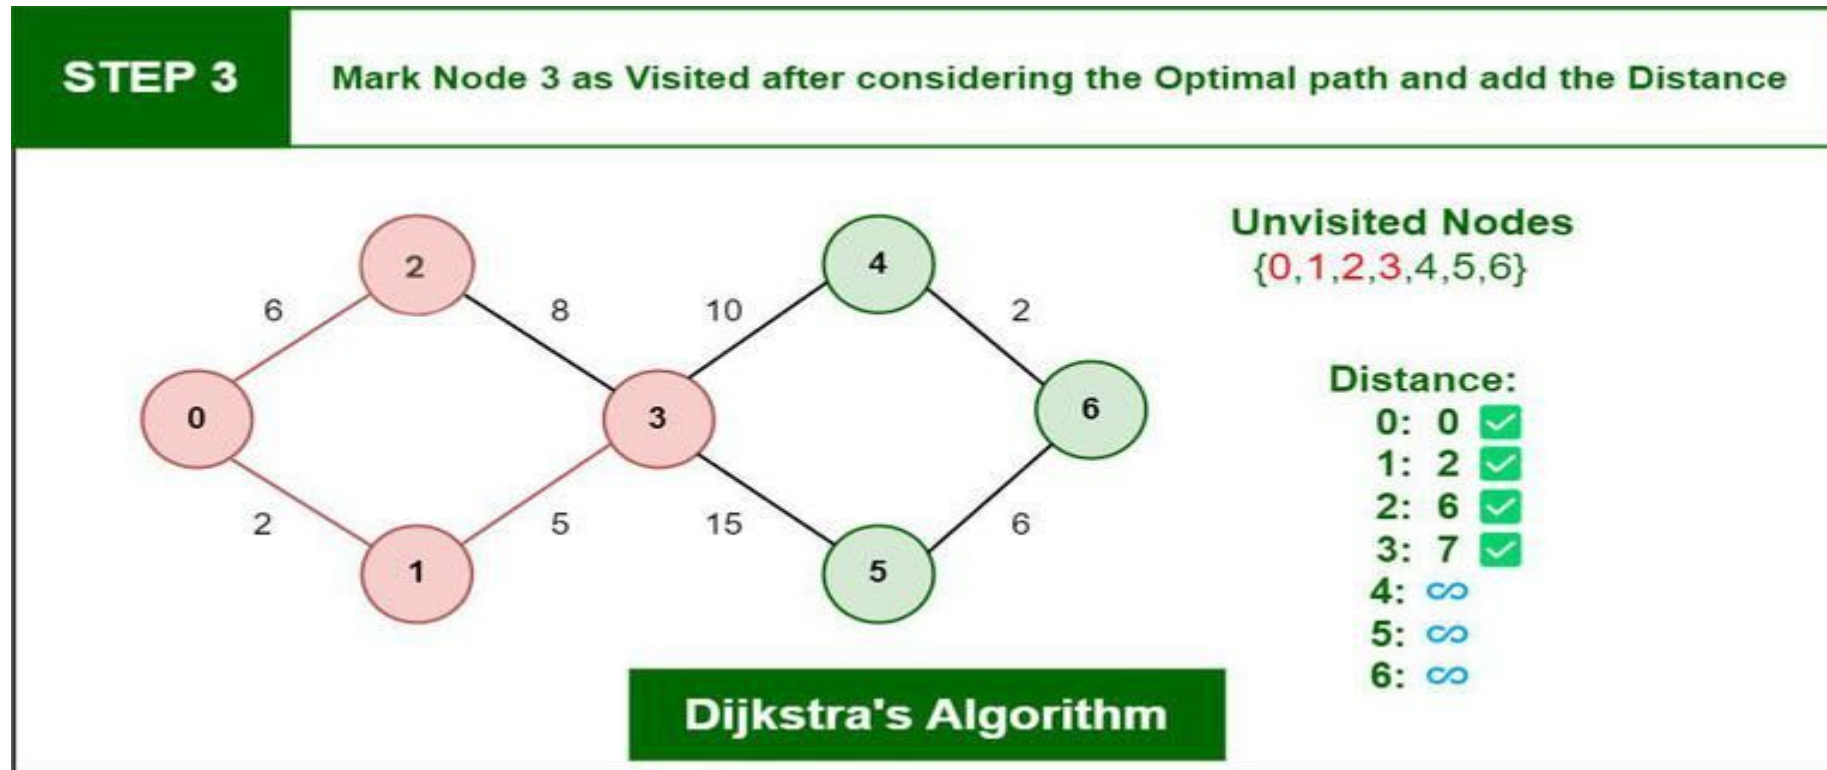 STEP 3
Mark Node 3 as Visited after considering the Optimal path and add the Distance
Unvisited Nodes
{0,1,2,3,4,5,6}
2
4
6
8
10
2
0
3
6
2
5
15
6
1
5
Distance:
0: 0 ✅
1: 2 ✅
2: 6 ✅
3: 7 ✅
4: ∞
5: ∞
6: ∞
Dijkstra's Algorithm